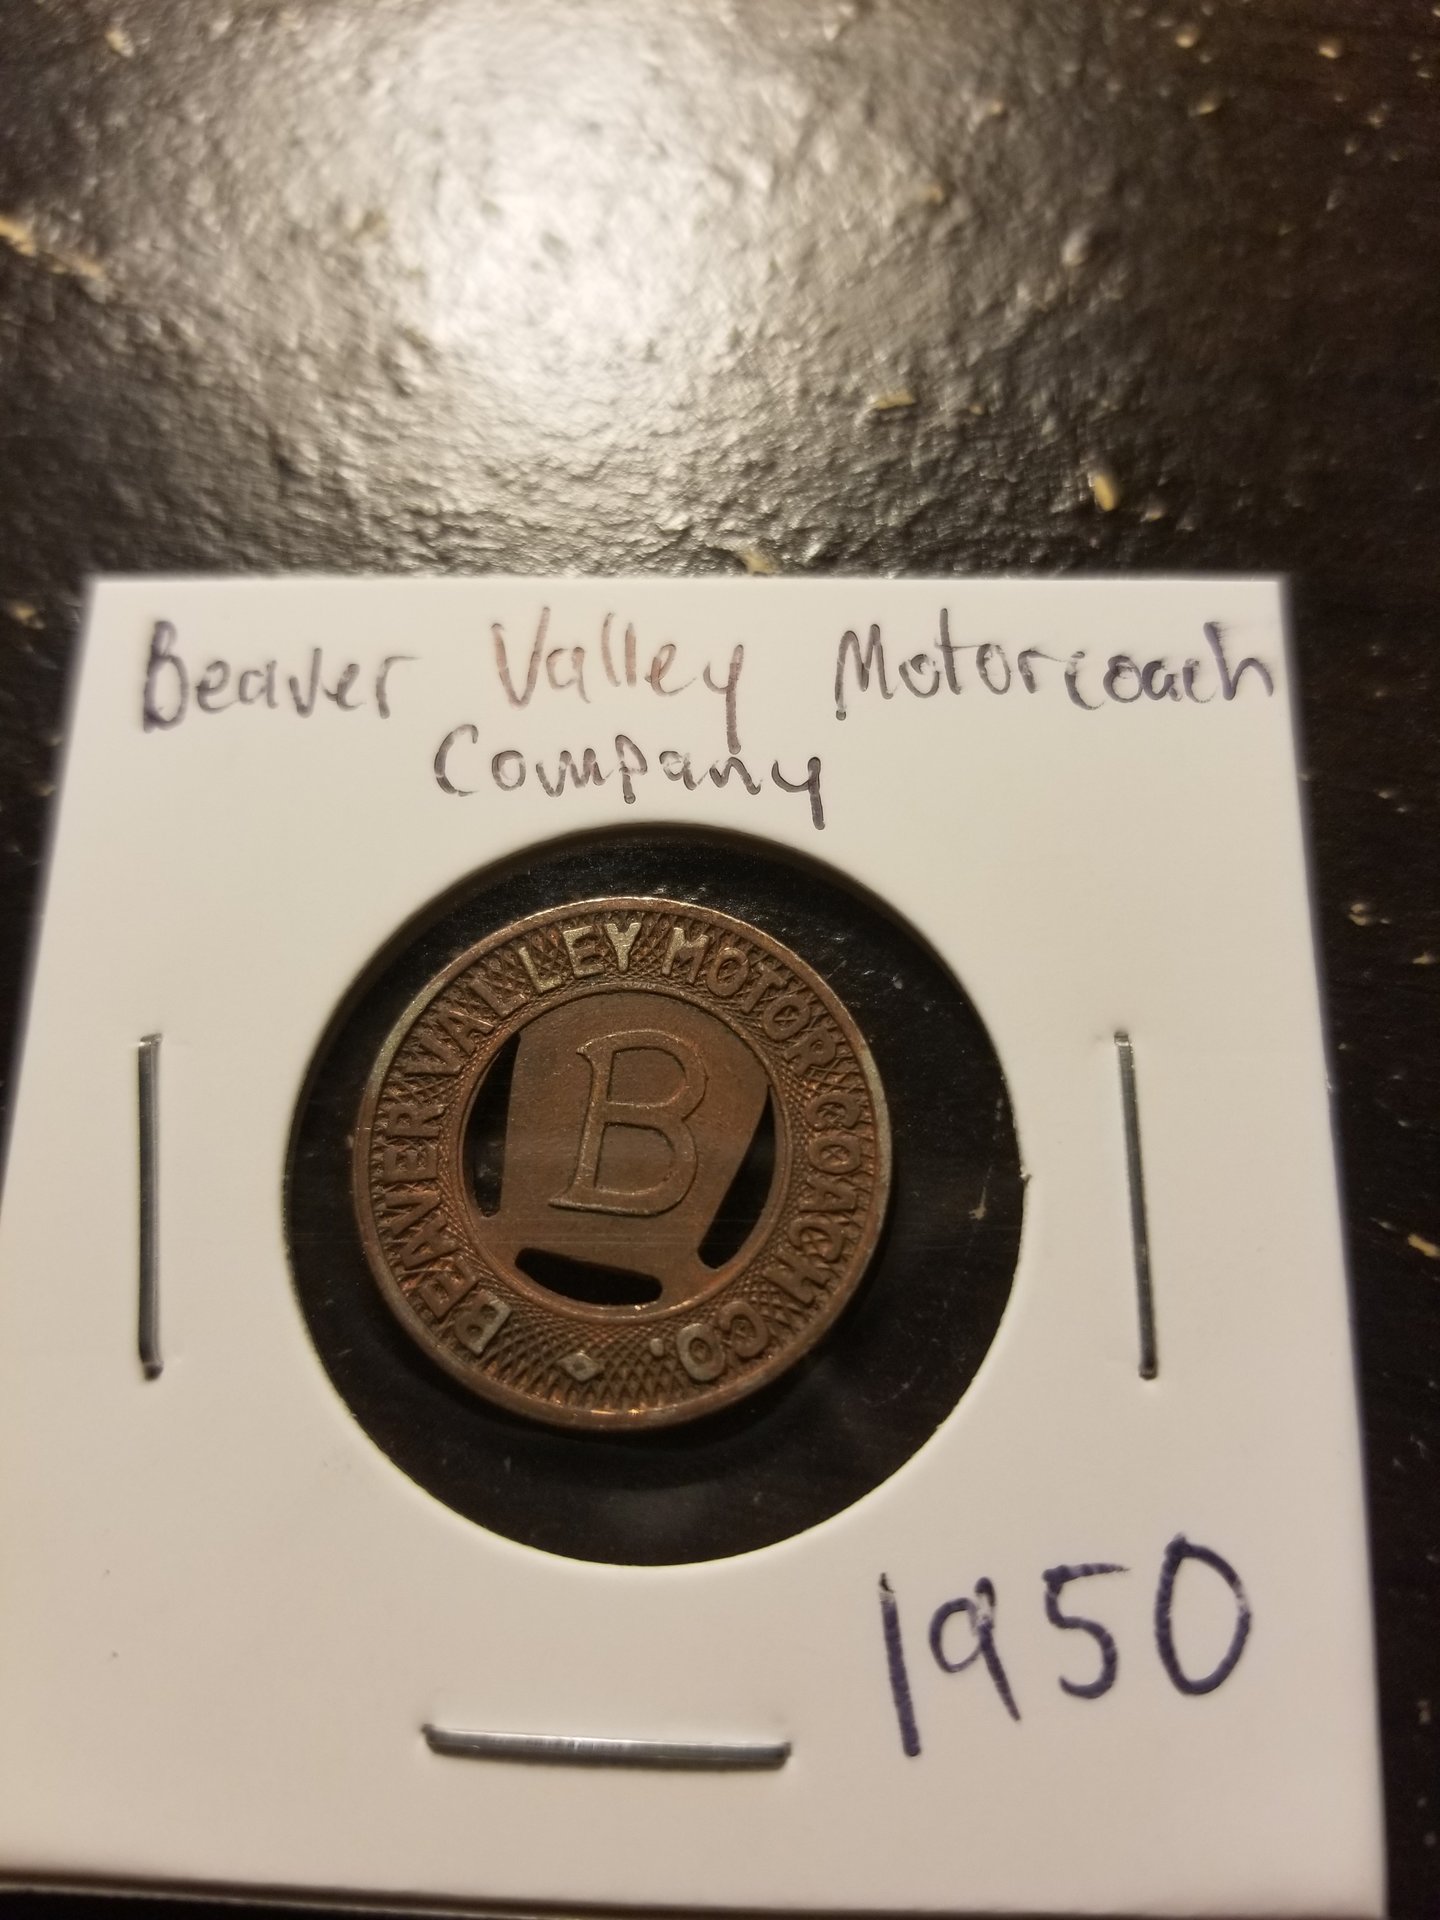 Beaver Valley Motorcoach
Company
BEAVER VALLEY MOTOR COACH CO.
B
1950